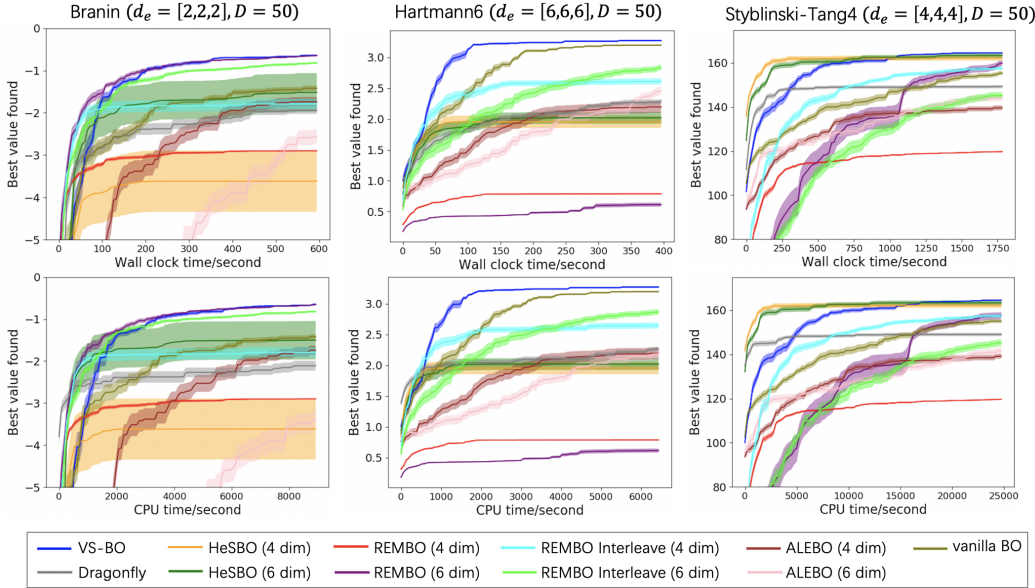 Branin (d_e = [2,2,2], D = 50)
Hartmann6 (d_e = [6,6,6], D = 50)
Styblinski-Tang4 (d_e = [4,4,4], D = 50)
Best value found
0
−1
−2
−3
−4
−5
0 100 200 300 400 500 600
Wall clock time/second
Best value found
3.0
2.5
2.0
1.5
1.0
0.5
0 50 100 150 200 250 300 350 400
Wall clock time/second
Best value found
160
140
120
100
80
0 250 500 750 1000 1250 1500 1750
Wall clock time/second
Best value found
0
−1
−2
−3
−4
−5
0 2000 4000 6000 8000
CPU time/second
Best value found
3.0
2.5
2.0
1.5
1.0
0.5
0 1000 2000 3000 4000 5000 6000
CPU time/second
Best value found
160
140
120
100
80
0 5000 10000 15000 20000 25000
CPU time/second
VS-BO HeSBO (4 dim) REMBO (4 dim) REMBO Interleave (4 dim) ALEBO (4 dim) vanilla BO
Dragonfly HeSBO (6 dim) REMBO (6 dim) REMBO Interleave (6 dim) ALEBO (6 dim)